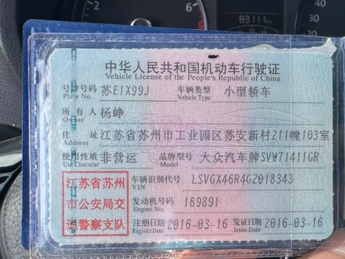 83111
中华人民共和国机动车行驶证
Vehicle License of the People's Republic of China
号牌号码 苏E1X99J 车辆类型 小型轿车
Plate No. Vehicle Type
所有人 杨峥
Owner
住址 江苏省苏州市工业园区苏安新村211幢103室
Address
使用性质 非营运 品牌型号 大众汽车牌SVW71411GR
Use Character Model
江苏省苏州市公安局交通警察支队
车辆识别代号 LSVGX46R4G2018343
VIN
发动机号码 169891
Engine No.
注册日期 2016-03-16 发证日期 2016-03-16
Register Date Issue Date